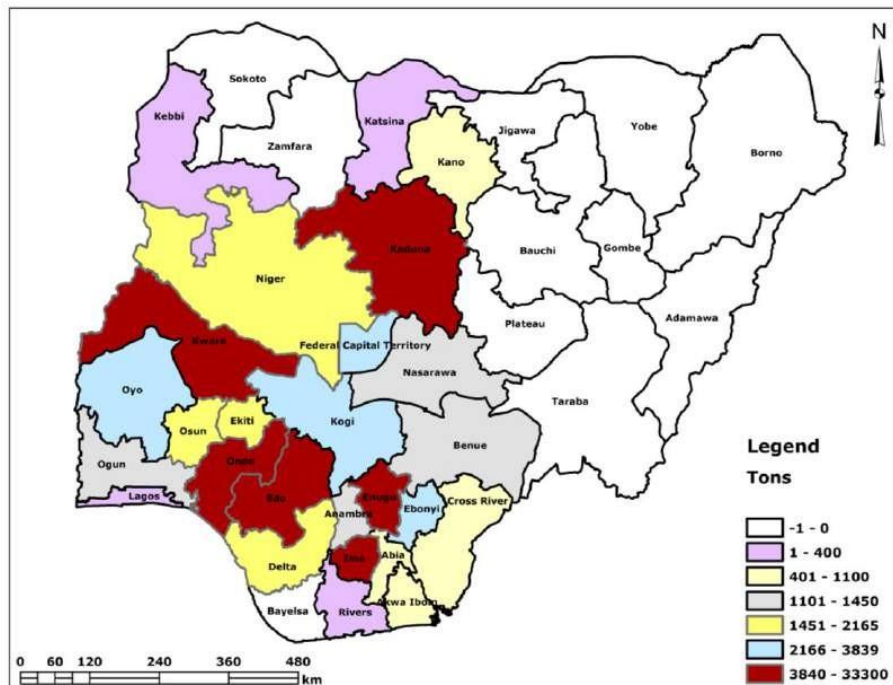 N
Sokoto
Kebbi
Katsina
Jigawa
Yobe
Borno
Zamfara
Kano
Kaduna
Bauchi
Gombe
Niger
Adamawa
Plateau
Federal Capital Territory
Kwara
Nasarawa
Oyo
Taraba
Kogi
Osun
Ekiti
Benue
Ogun
Ondo
Lagos
Edo
Enugu
Cross River
Anambra
Ebonyi
Imo
Abia
Delta
Akwa Ibom
Bayelsa
Rivers
Legend
Tons
-1 - 0
1 - 400
401 - 1100
1101 - 1450
1451 - 2165
2166 - 3839
3840 - 33300
0 60 120 240 360 480
km